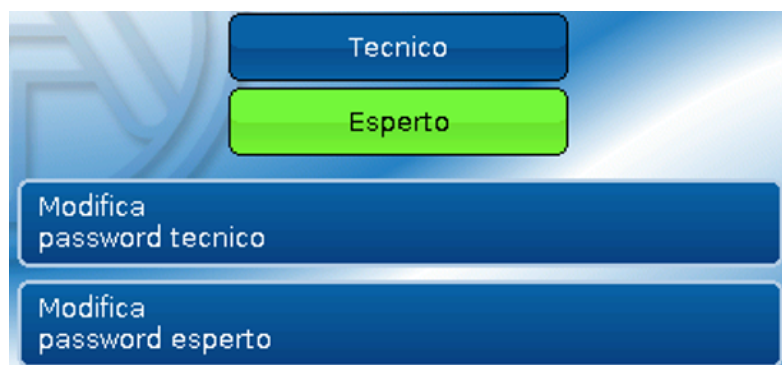 Tecnico
Esperto
Modifica
password tecnico
Modifica
password esperto